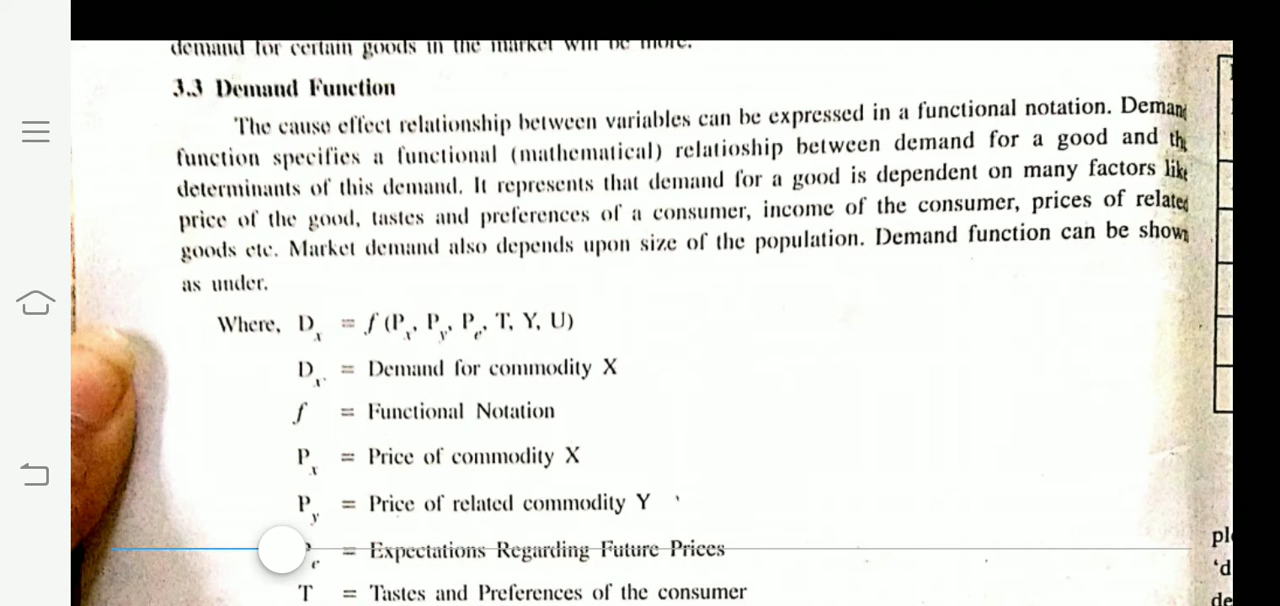 demand for certain goods in the market will be more.
3.3 Demand Function
The cause effect relationship between variables can be expressed in a functional notation. Demand
function specifies a functional (mathematical) relatioship between demand for a good and the
determinants of this demand. It represents that demand for a good is dependent on many factors like
price of the good, tastes and preferences of a consumer, income of the consumer, prices of related
goods etc. Market demand also depends upon size of the population. Demand function can be shown
as under.
Where, Dx = f (Px, Py, Pe, T, Y, U)
Dx = Demand for commodity X
f = Functional Notation
Px = Price of commodity X
Py = Price of related commodity Y
e = Expectations Regarding Future Prices
T = Tastes and Preferences of the consumer